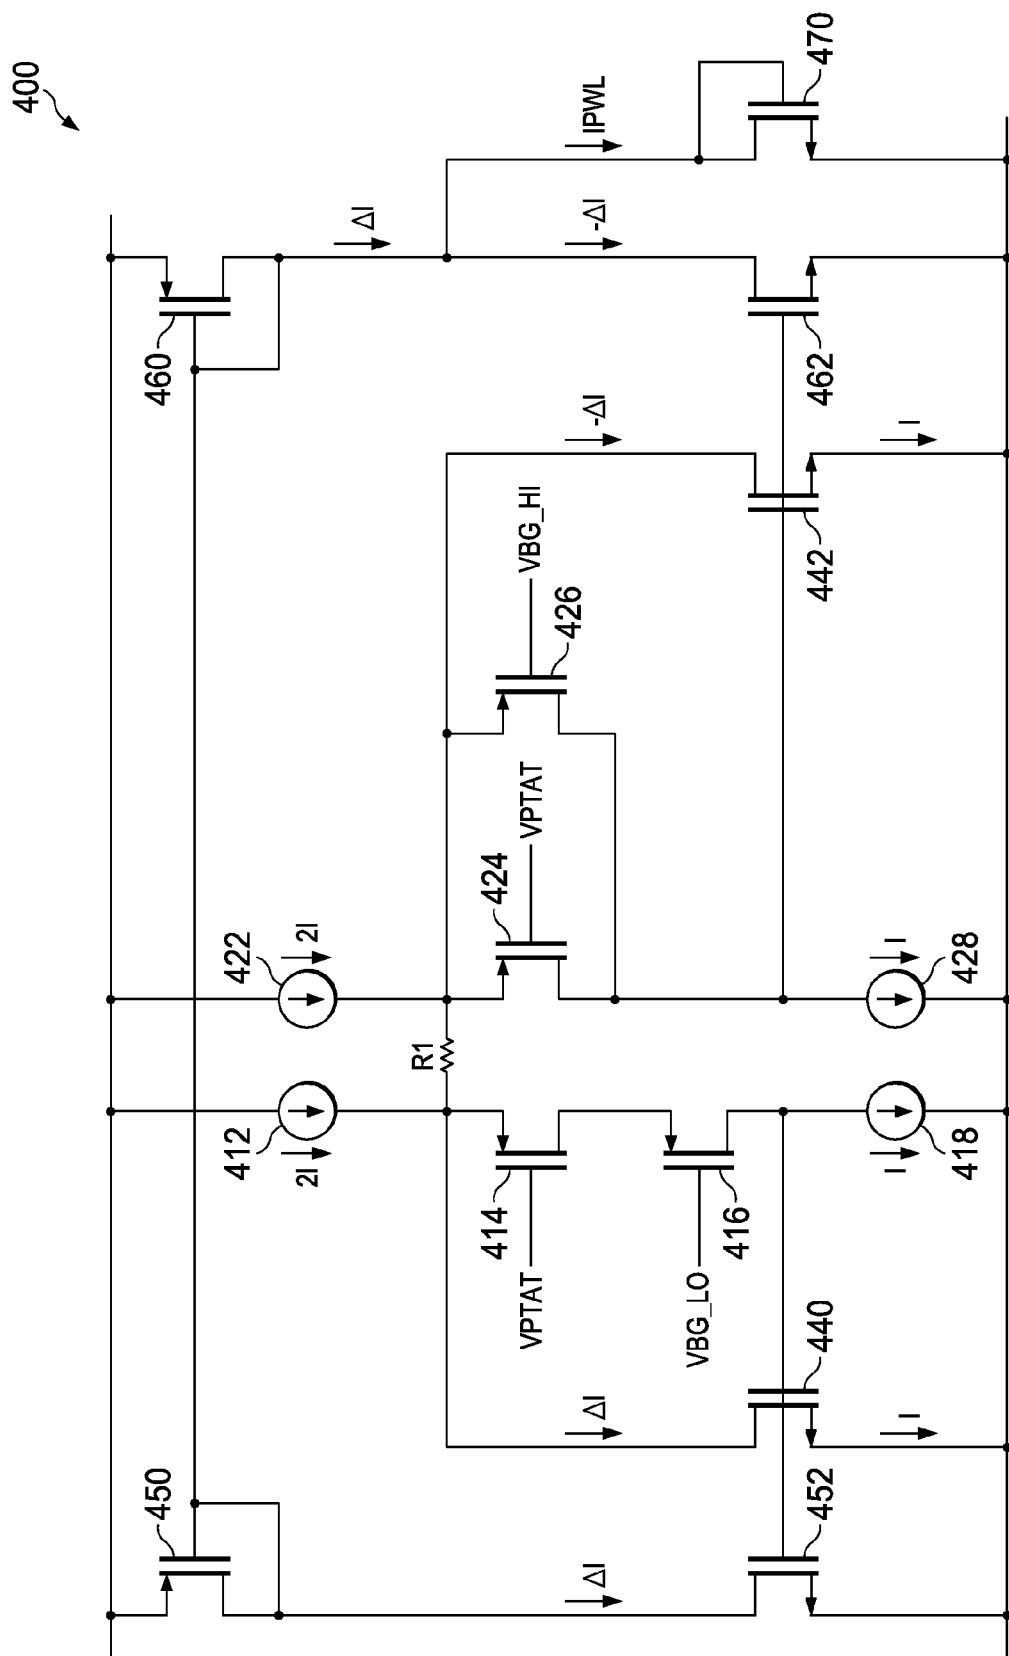 400
450
ΔI
452
440
ΔI
I
412
2I
414
VPTAT
416
VBG_LO
418
I
R1
422
2I
424
VPTAT
426
VBG_HI
428
I
442
-ΔI
I
460
ΔI
462
-ΔI
IPWL
470